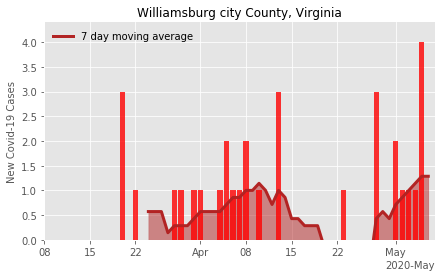 Williamsburg city County, Virginia
7 day moving average
New Covid-19 Cases
4.0
3.5
3.0
2.5
2.0
1.5
1.0
0.5
0.0
08 15 22 Apr 08 15 22 May
2020-May